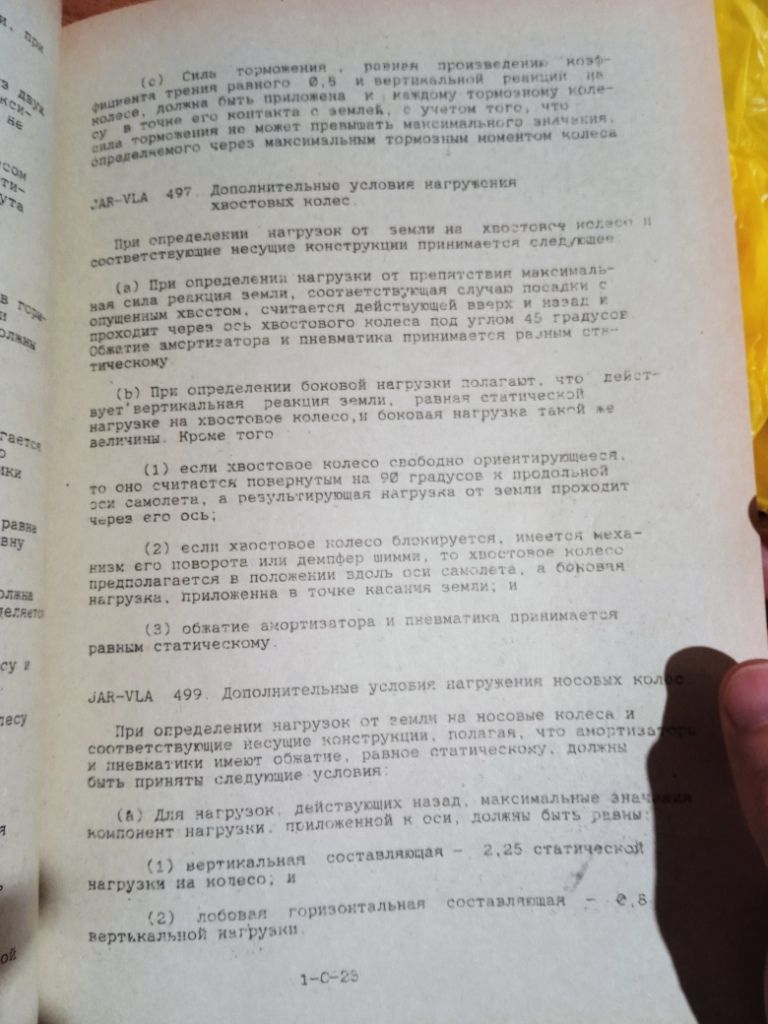 (c) Сила торможения, равная произведению коэф-
фициента трения равного 0,8 и вертикальной реакции на
колесе, должна быть приложена к каждому тормозному коле-
су в точке его контакта с землей, с учетом того, что
сила торможения не может превышать максимального значения,
определяемого через максимальным тормозным моментом колеса
JAR-VLA 497. Дополнительные условия нагружения
хвостовых колес.
При определении нагрузок от земли на хвостовое колесо и
соответствующие несущие конструкции принимается следующее:
(a) При определении нагрузки от препятствия максималь-
ная сила реакция земли, соответствующая случаю посадки с
опущенным хвостом, считается действующей вверх и назад и
проходит через ось хвостового колеса под углом 45 градусов.
Обжатие амортизатора и пневматика принимается равным ста-
тическому.
(b) При определении боковой нагрузки полагают, что дейст-
вует вертикальная реакция земли, равная статической
нагрузке на хвостовое колесо, и боковая нагрузка такой же
величины. Кроме того
(1) если хвостовое колесо свободно ориентирующееся,
то оно считается повернутым на 90 градусов к продольной
оси самолета, а результирующая нагрузка от земли проходит
через его ось;
(2) если хвостовое колесо блокируется, имеется меха-
низм его поворота или демпфер шимми, то хвостовое колесо
предполагается в положении вдоль оси самолета, а боковая
нагрузка, приложенна в точке касания земли; и
(3) обжатие амортизатора и пневматика принимается
равным статическому.
JAR-VLA 499. Дополнительные условия нагружения носовых колес.
При определении нагрузок от земли на носовые колеса и
соответствующие несущие конструкции, полагая, что амортизатора
и пневматики имеют обжатие, равное статическому, должны
быть приняты следующие условия:
(a) Для нагрузок, действующих назад, максимальные значения
компонент нагрузки, приложенной к оси, должны быть равны:
(1) вертикальная составляющая - 2,25 статической
нагрузки на колесо; и
(2) лобовая горизонтальная составляющая - 0,8
вертикальной нагрузки.
1-С-23